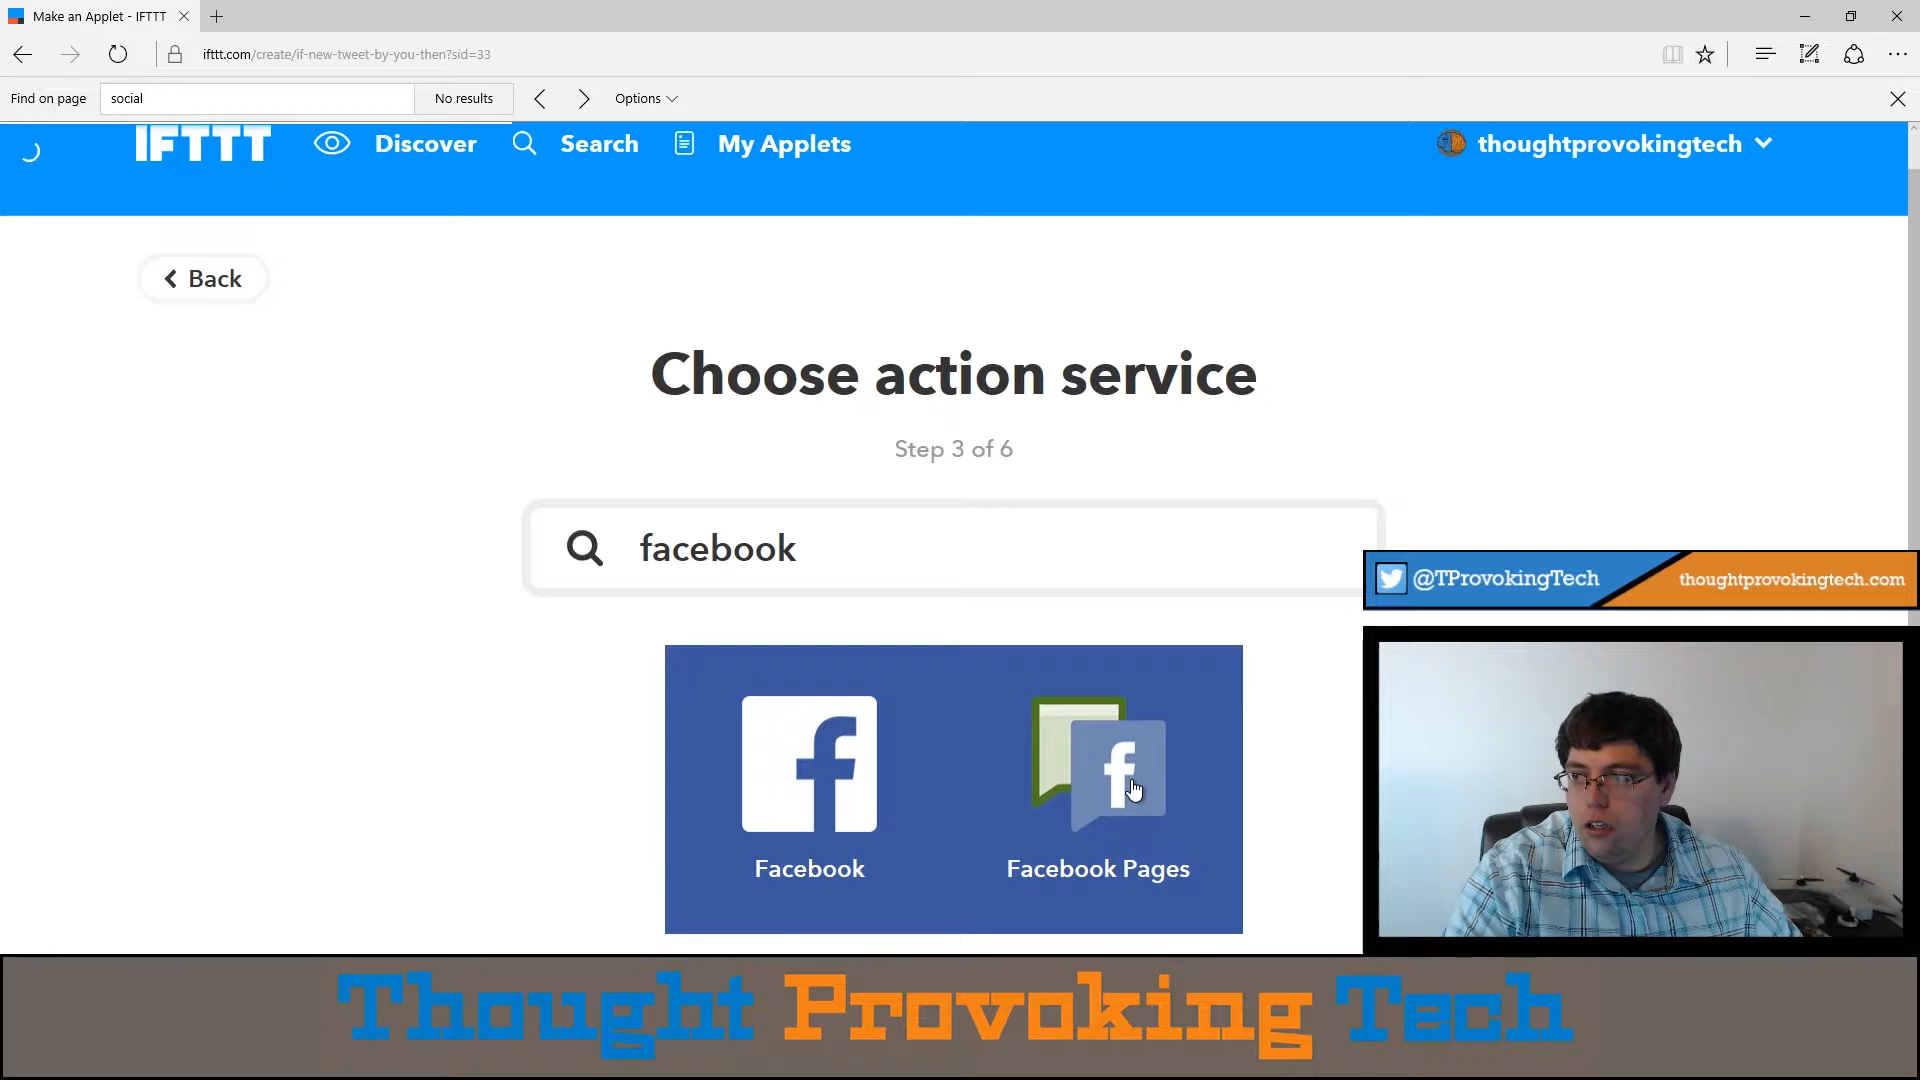 Make an Applet - IFTTT
ifttt.com/create/if-new-tweet-by-you-then?sid=33
Find on page social No results Options
IFTTT Discover Search My Applets thoughtprovokingtech
Back
Choose action service
Step 3 of 6
facebook
@TProvokingTech thoughtprovokingtech.com
Facebook Facebook Pages
Thought Provoking Tech